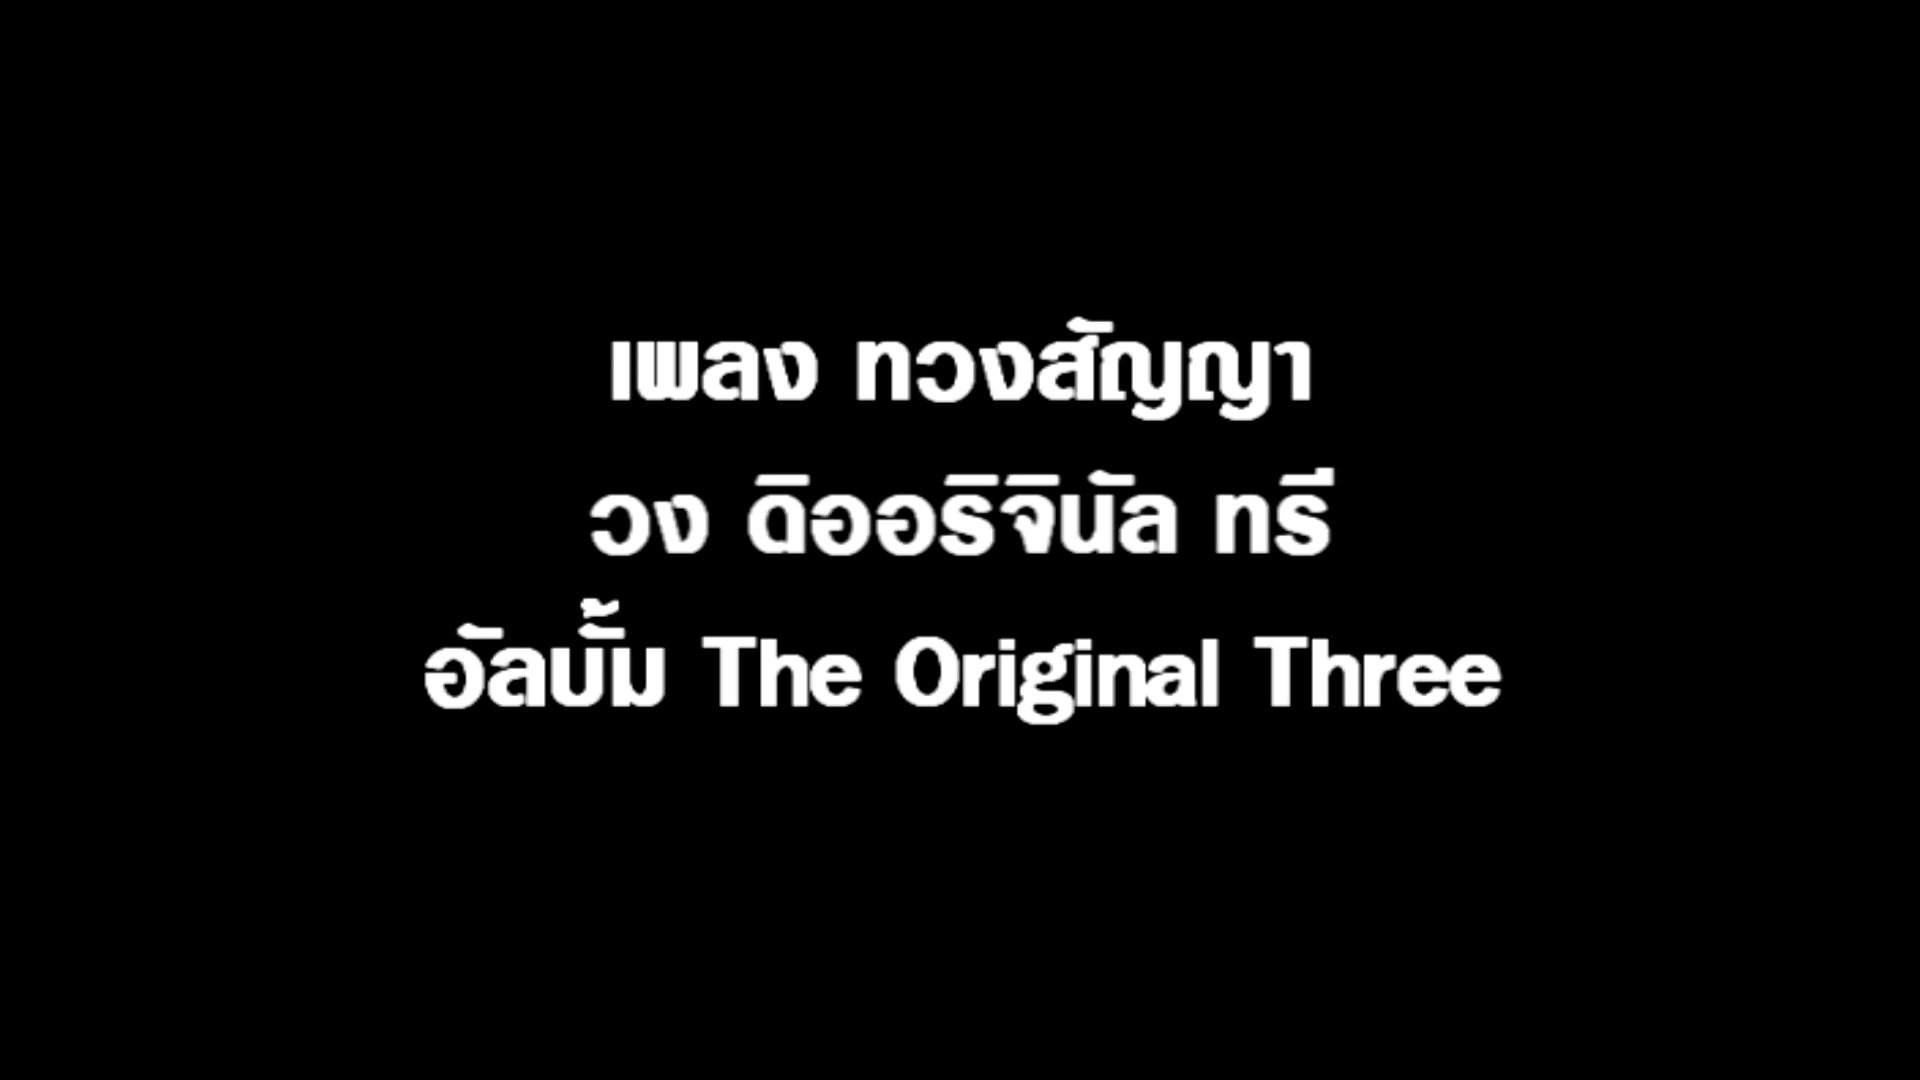 เพลง ทวงสัญญา
วง ดิออริจินัล ทรี
อัลบั้ม The Original Three